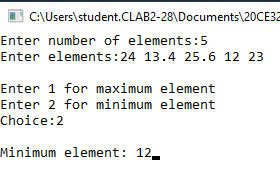 C:\Users\student.CLAB2-28\Documents\20CE32
Enter number of elements:5
Enter elements:24 13.4 25.6 12 23
Enter 1 for maximum element
Enter 2 for minimum element
Choice:2
Minimum element: 12